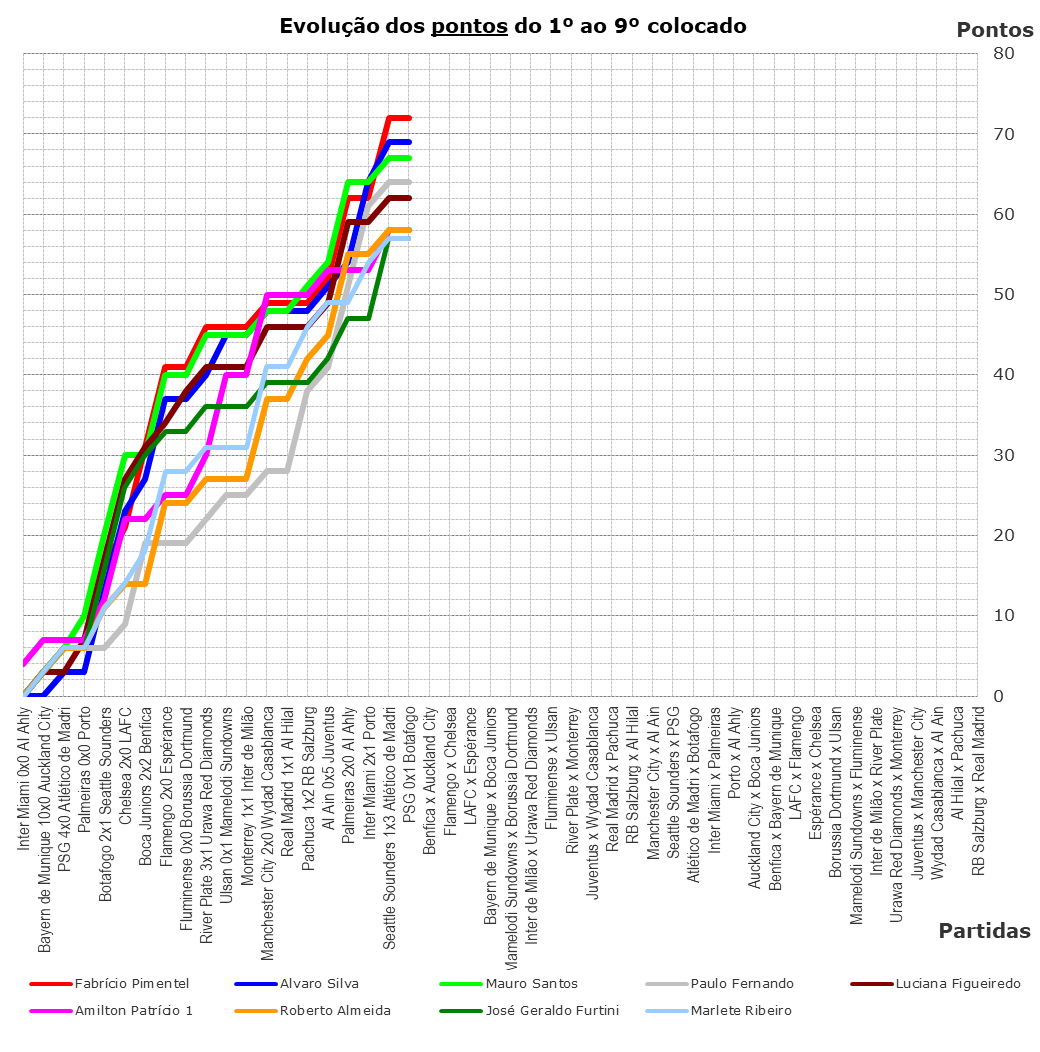 Evolução dos pontos do 1º ao 9º colocado
Pontos
80
70
60
50
40
30
20
10
0
Inter Miami 0x0 Al Ahly
Bayern de Munique 10x0 Auckland City
PSG 4x0 Atlético de Madri
Palmeiras 0x0 Porto
Botafogo 2x1 Seattle Sounders
Chelsea 2x0 LAFC
Boca Juniors 2x2 Benfica
Flamengo 2x0 Espérance
Fluminense 0x0 Borussia Dortmund
River Plate 3x1 Urawa Red Diamonds
Ulsan 0x1 Mamelodi Sundowns
Monterrey 1x1 Inter de Milão
Manchester City 2x0 Wydad Casablanca
Real Madrid 1x1 Al Hilal
Pachuca 1x2 RB Salzburg
Al Ain 0x5 Juventus
Palmeiras 2x0 Al Ahly
Inter Miami 2x1 Porto
Seattle Sounders 1x3 Atlético de Madri
PSG 0x1 Botafogo
Benfica x Auckland City
Flamengo x Chelsea
LAFC x Espérance
Bayern de Munique x Boca Juniors
Mamelodi Sundowns x Borussia Dortmund
Inter de Milão x Urawa Red Diamonds
Fluminense x Ulsan
River Plate x Monterrey
Juventus x Wydad Casablanca
Real Madrid x Pachuca
RB Salzburg x Al Hilal
Manchester City x Al Ain
Seattle Sounders x PSG
Atlético de Madri x Botafogo
Inter Miami x Palmeiras
Porto x Al Ahly
Auckland City x Boca Juniors
Benfica x Bayern de Munique
LAFC x Flamengo
Espérance x Chelsea
Borussia Dortmund x Ulsan
Mamelodi Sundowns x Fluminense
Inter de Milão x River Plate
Urawa Red Diamonds x Monterrey
Juventus x Manchester City
Wydad Casablanca x Al Ain
Al Hilal x Pachuca
RB Salzburg x Real Madrid
Partidas
Fabrício Pimentel
Alvaro Silva
Mauro Santos
Paulo Fernando
Luciana Figueiredo
Amilton Patrício 1
Roberto Almeida
José Geraldo Furtini
Marlete Ribeiro